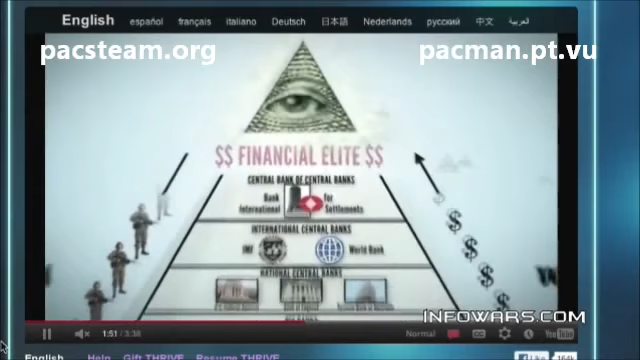 English español français italiano Deutsch 日本語 Nederlands русский 中文 العربية
pacsteam.org pacman.pt.vu
$$ FINANCIAL ELITE $$
CENTRAL BANK OF CENTRAL BANKS
Bank International for Settlements
INTERNATIONAL CENTRAL BANKS
IMF World Bank
NATIONAL CENTRAL BANKS
$
$
$
$
$
INFOWARS.COM
1:51 / 3:38 Normal CC YouTube
English Help Gift THRIVE Resume THRIVE